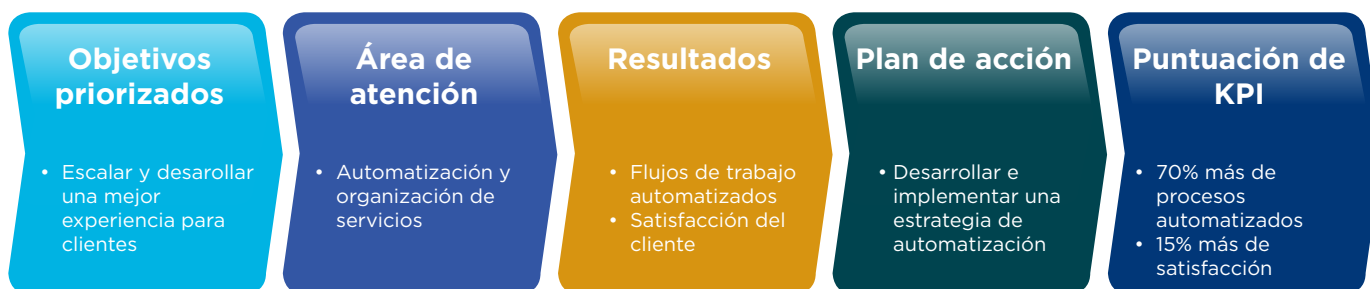 Objetivos
priorizados
• Escalar y desarollar
una mejor
experiencia para
clientes
Área de
atención
• Automatización y
organización de
servicios
Resultados
• Flujos de trabajo
automatizados
• Satisfacción del
cliente
Plan de acción
• Desarrollar e
implementar una
estrategia de
automatización
Puntuación de
KPI
• 70% más de
procesos
automatizados
• 15% más de
satisfacción